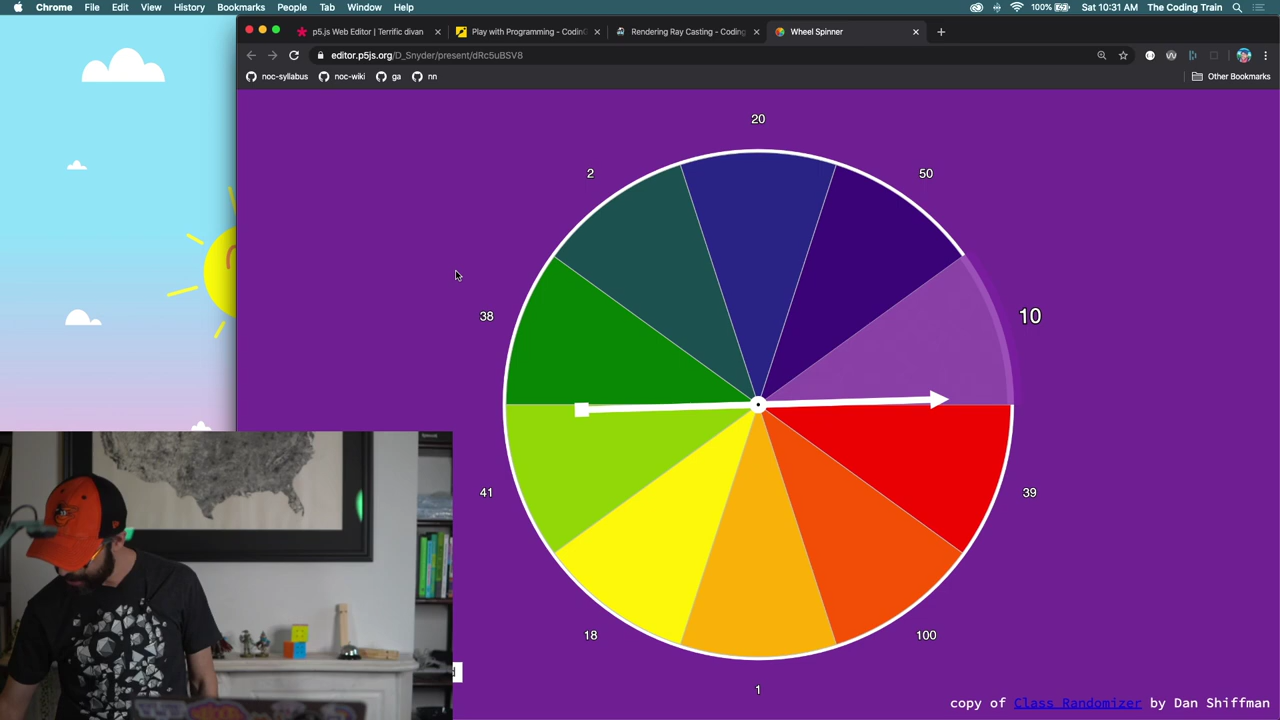 Chrome File Edit View History Bookmarks People Tab Window Help 100% Sat 10:31 AM The Coding Train
p5.js Web Editor | Terrific divan Play with Programming - CodinG Rendering Ray Casting - Coding Wheel Spinner
editor.p5js.org/D_Snyder/present/dRc5uBSV8
noc-syllabus noc-wiki ga nn Other Bookmarks
20
2 50
38 10
41 39
18 100
1
copy of Class Randomizer by Dan Shiffman